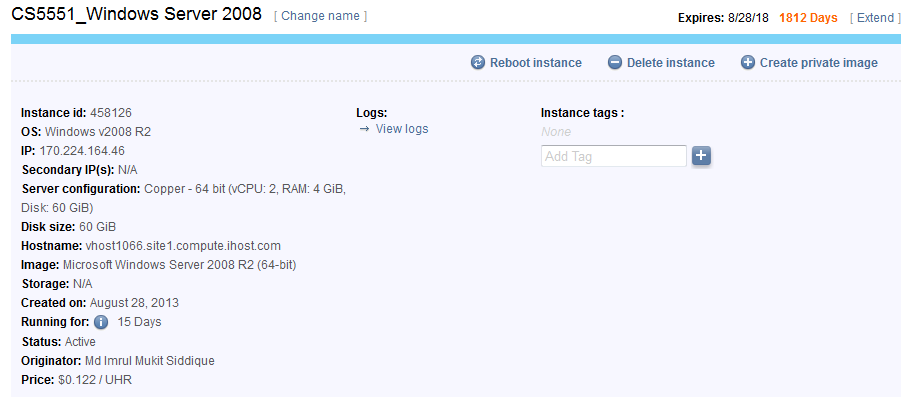 CS5551_Windows Server 2008 [ Change name ]
Expires: 8/28/18 1812 Days [ Extend ]
Reboot instance Delete instance Create private image
Instance id: 458126
OS: Windows v2008 R2
IP: 170.224.164.46
Secondary IP(s): N/A
Server configuration: Copper - 64 bit (vCPU: 2, RAM: 4 GiB,
Disk: 60 GiB)
Disk size: 60 GiB
Hostname: vhost1066.site1.compute.ihost.com
Image: Microsoft Windows Server 2008 R2 (64-bit)
Storage: N/A
Created on: August 28, 2013
Running for: 15 Days
Status: Active
Originator: Md Imrul Mukit Siddique
Price: $0.122 / UHR
Logs:
→ View logs
Instance tags :
None
Add Tag